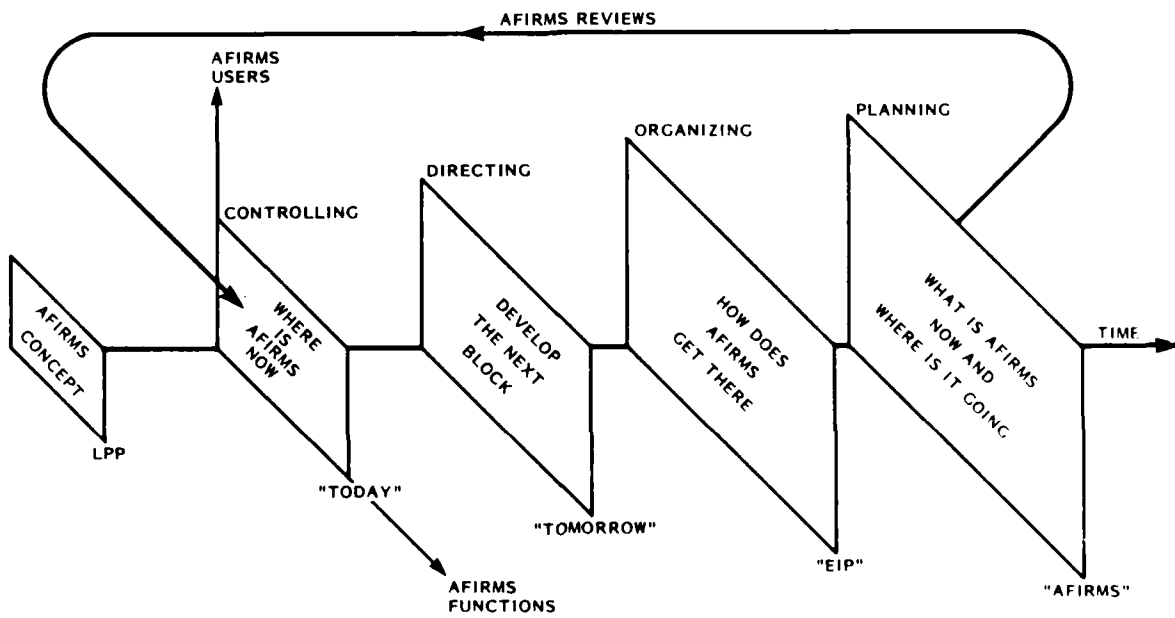 AFIRMS REVIEWS
AFIRMS
USERS
PLANNING
ORGANIZING
DIRECTING
CONTROLLING
AFIRMS
CONCEPT
LPP
WHERE
IS
AFIRMS
NOW
"TODAY"
AFIRMS
FUNCTIONS
DEVELOP
THE NEXT
BLOCK
"TOMORROW"
HOW DOES
AFIRMS
GET THERE
"EIP"
WHAT IS AFIRMS
NOW AND
WHERE IS IT GOING
"AFIRMS"
TIME